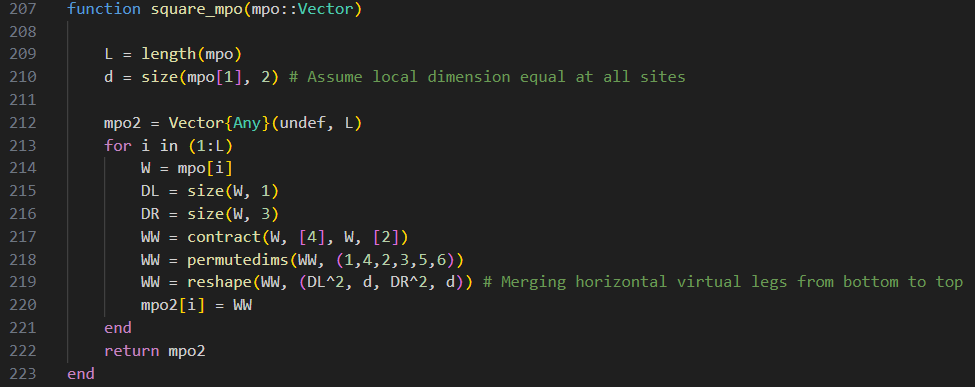 207 function square_mpo(mpo::Vector)
208
209     L = length(mpo)
210     d = size(mpo[1], 2) # Assume local dimension equal at all sites
211
212     mpo2 = Vector{Any}(undef, L)
213     for i in (1:L)
214         W = mpo[i]
215         DL = size(W, 1)
216         DR = size(W, 3)
217         WW = contract(W, [4], W, [2])
218         WW = permutedims(WW, (1,4,2,3,5,6))
219         WW = reshape(WW, (DL^2, d, DR^2, d)) # Merging horizontal virtual legs from bottom to top
220         mpo2[i] = WW
221     end
222     return mpo2
223 end